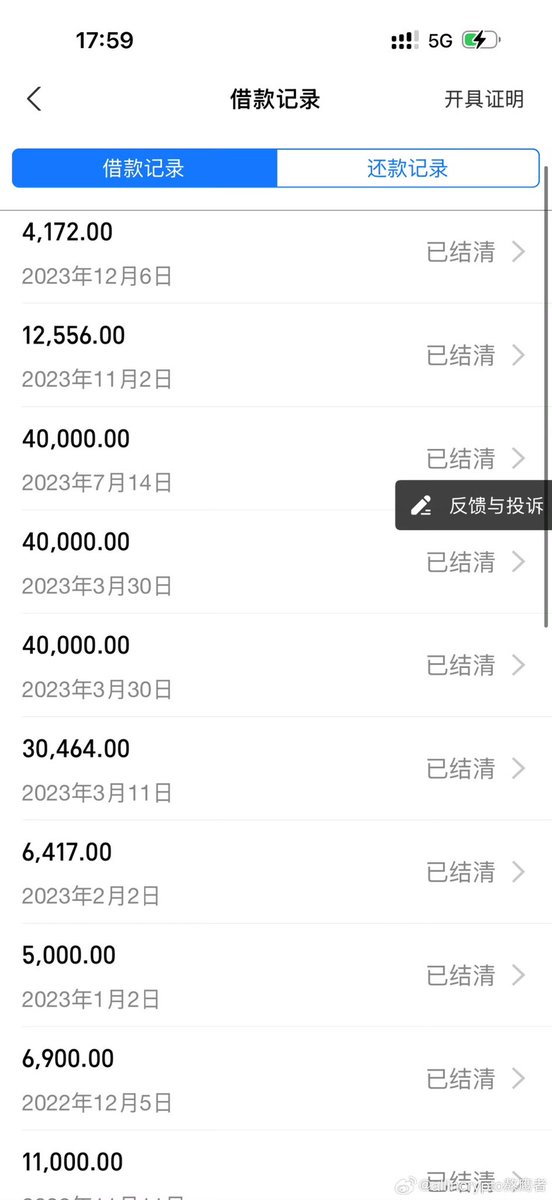 17:59
5G
借款记录
开具证明
借款记录
还款记录
4,172.00
已结清
2023年12月6日
12,556.00
已结清
2023年11月2日
40,000.00
已结清
2023年7月14日
反馈与投诉
40,000.00
已结清
2023年3月30日
40,000.00
已结清
2023年3月30日
30,464.00
已结清
2023年3月11日
6,417.00
已结清
2023年2月2日
5,000.00
已结清
2023年1月2日
6,900.00
已结清
2022年12月5日
11,000.00
已结清